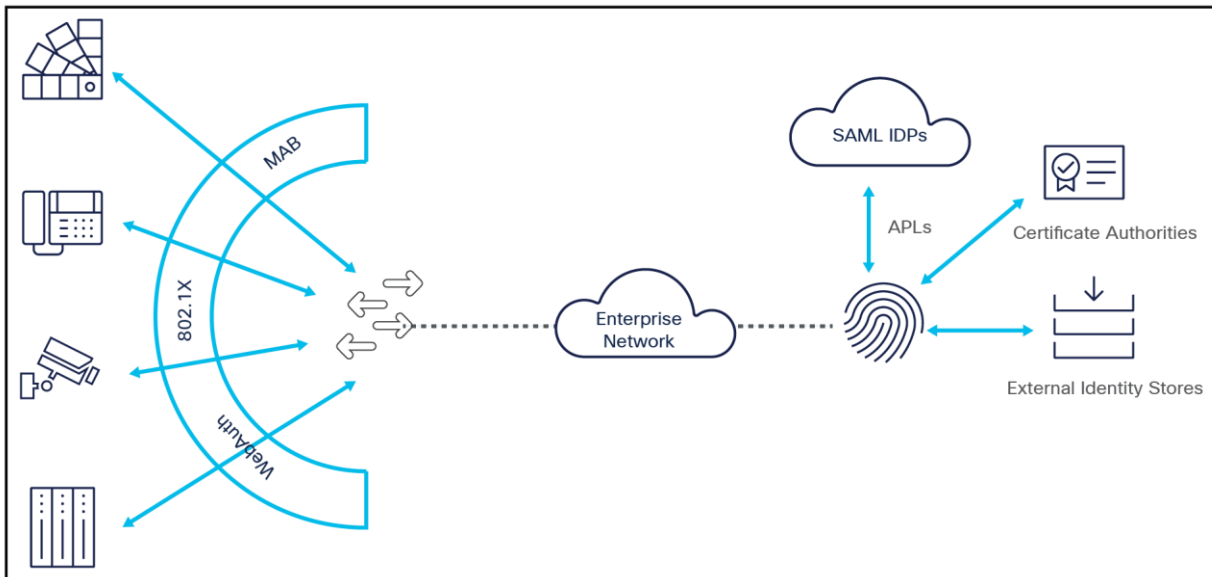 MAB
802.1X
WebAuth
Enterprise
Network
SAML IDPs
APLs
Certificate Authorities
External Identity Stores